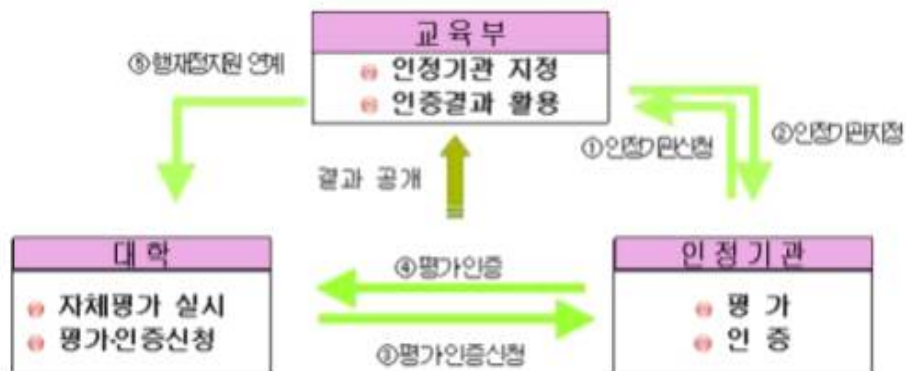 교육부
인정기관 지정
인증결과 활용
⑤행재정지원 연계
①인정기관신청
②인정기관지정
결과 공개
대학
자체평가 실시
평가·인증신청
④평가인증
③평가인증신청
인정기관
평 가
인 증